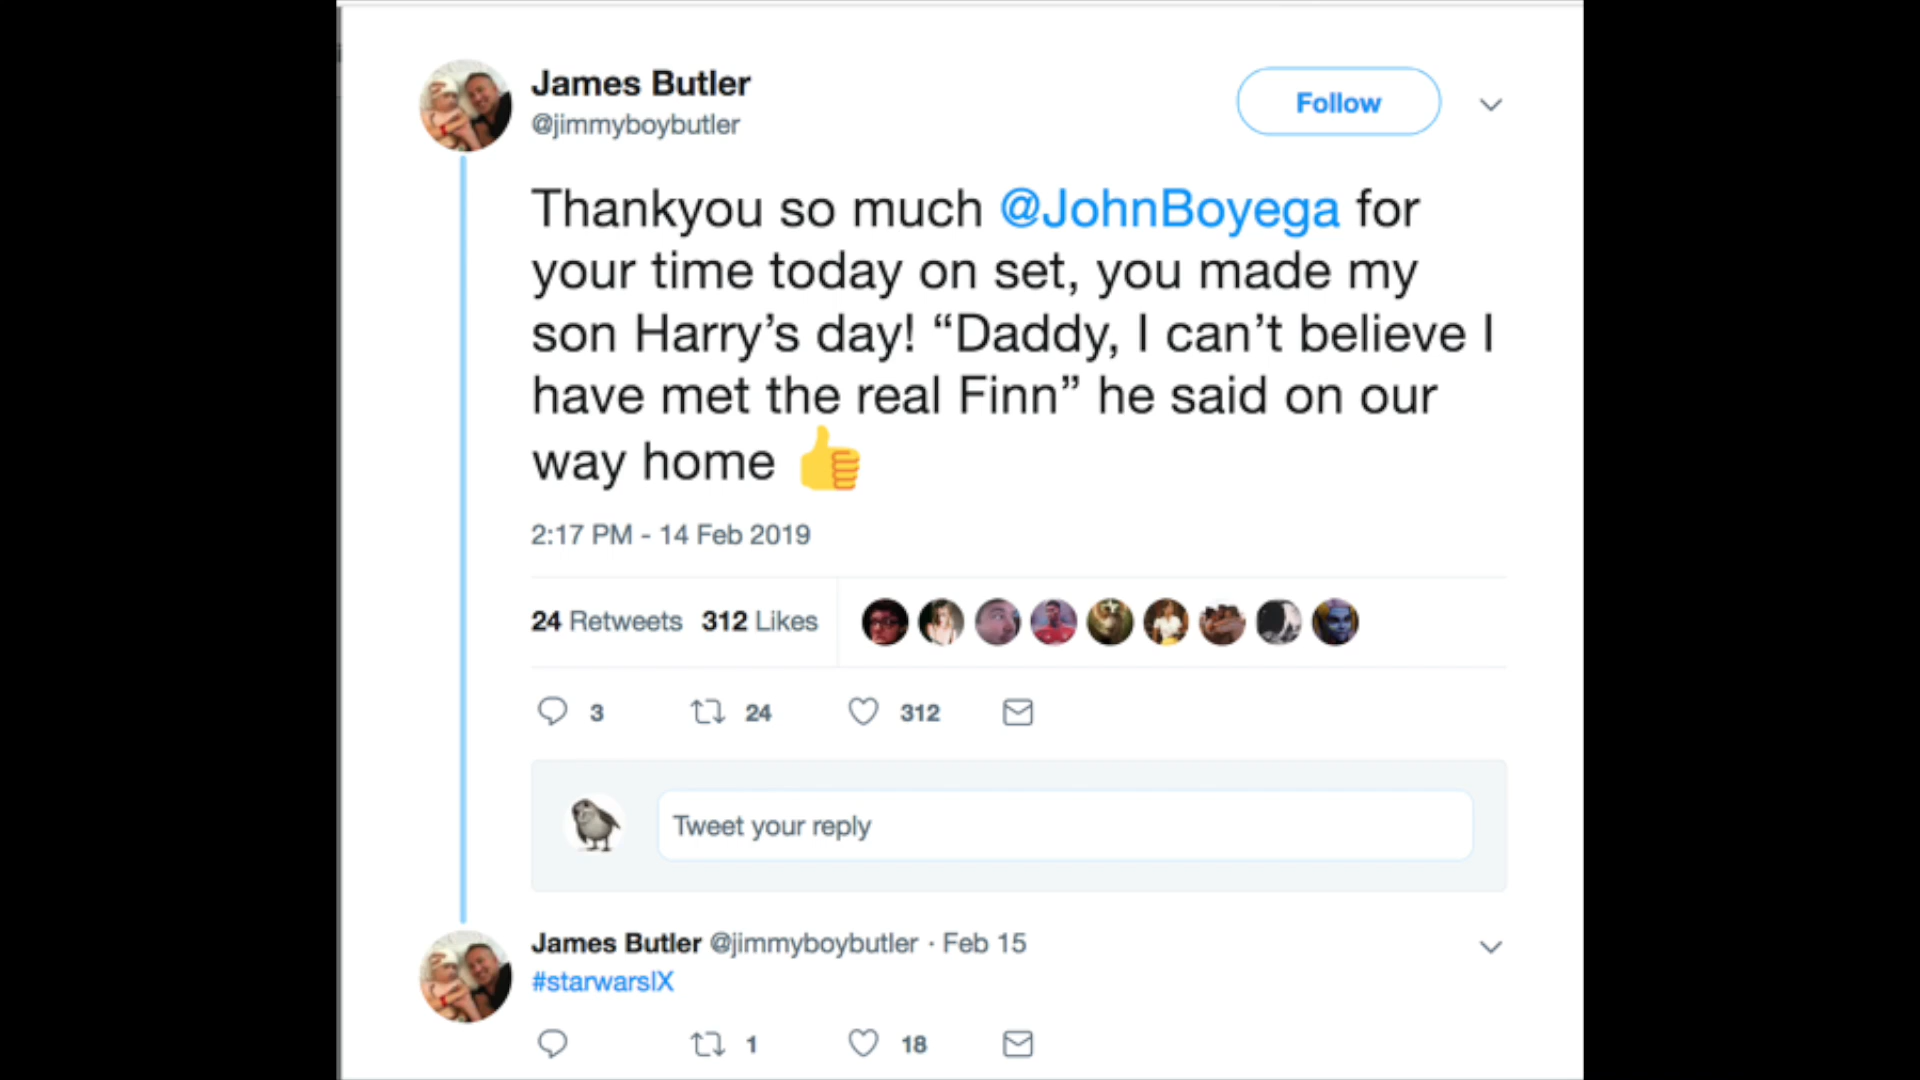 James Butler
@jimmyboybutler
Follow
Thankyou so much @JohnBoyega for
your time today on set, you made my
son Harry’s day! “Daddy, I can’t believe I
have met the real Finn” he said on our
way home 👍
2:17 PM - 14 Feb 2019
24 Retweets 312 Likes
3 24 312
Tweet your reply
James Butler @jimmyboybutler · Feb 15
#starwarsIX
1 18